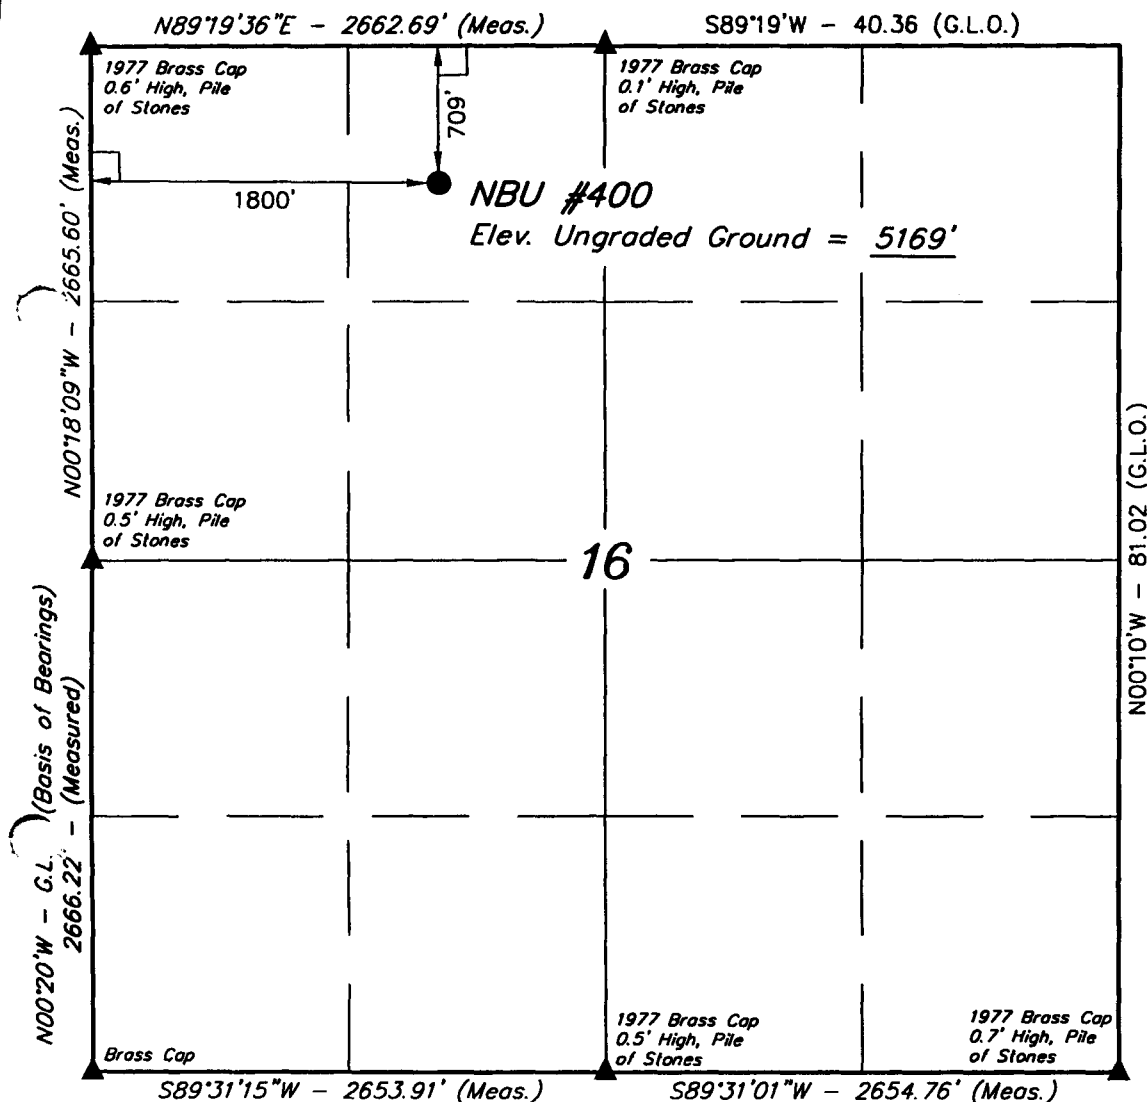 N89°19'36"E - 2662.69' (Meas.)
S89°19'W - 40.36 (G.L.O.)
1977 Brass Cap
0.6' High, Pile
of Stones
1977 Brass Cap
0.1' High, Pile
of Stones
709'
1800'
NBU #400
Elev. Ungraded Ground = 5169'
N00°18'09"W - 2665.60' (Meas.)
1977 Brass Cap
0.5' High, Pile
of Stones
16
N00°10'W - 81.02 (G.L.O.)
N00°20'W - G.L. (Basis of Bearings)
2666.22' - (Measured)
Brass Cap
1977 Brass Cap
0.5' High, Pile
of Stones
1977 Brass Cap
0.7' High, Pile
of Stones
S89°31'15"W - 2653.91' (Meas.)
S89°31'01"W - 2654.76' (Meas.)